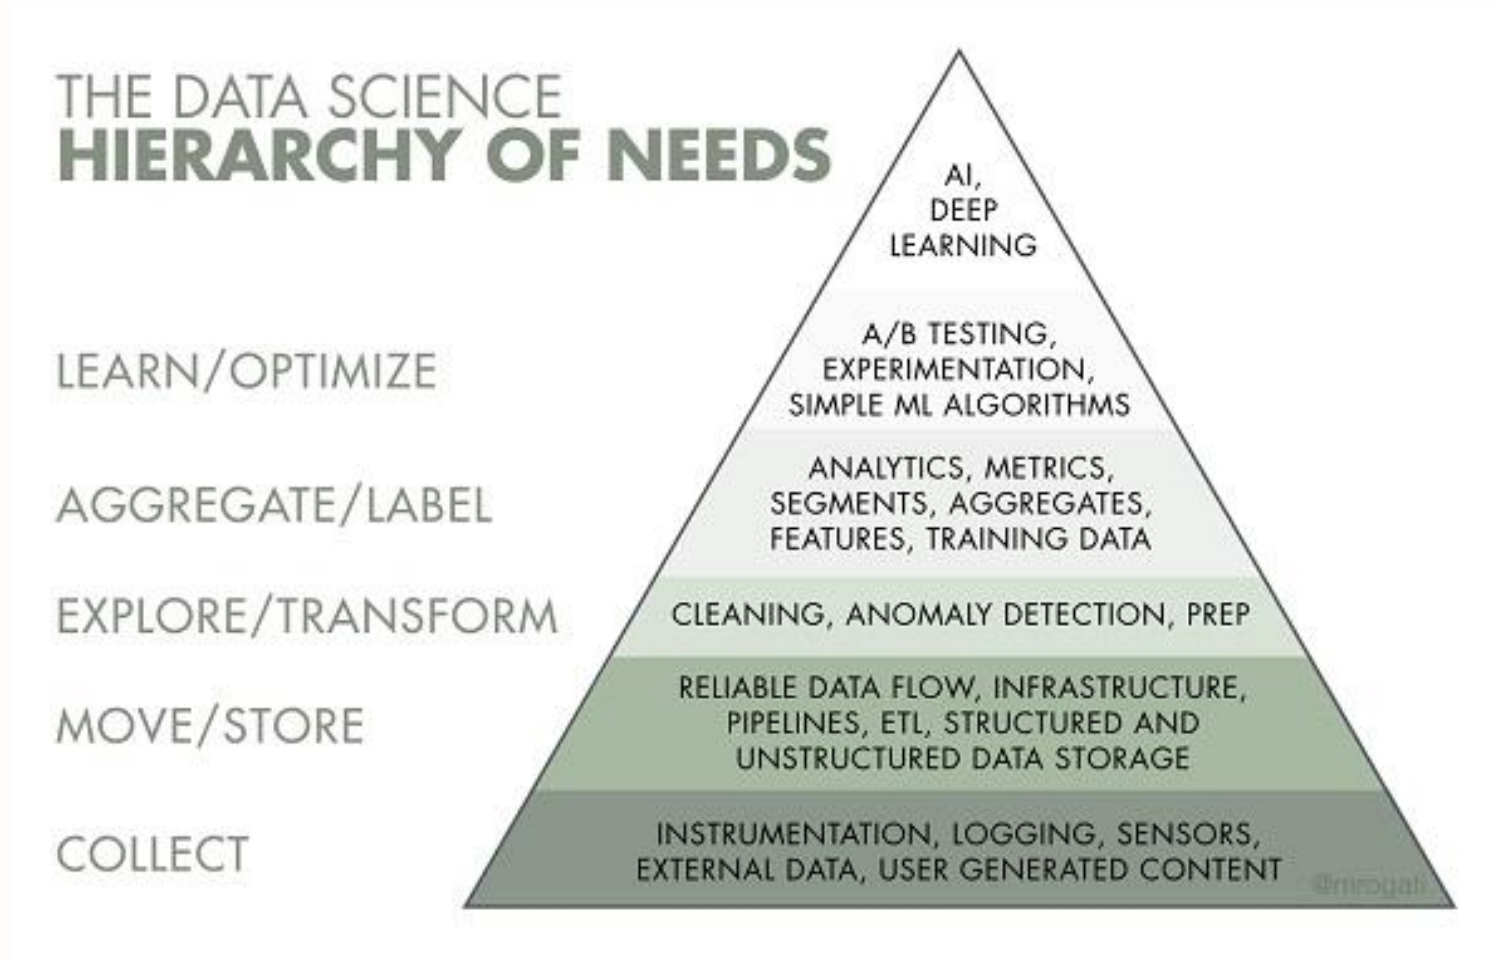 THE DATA SCIENCE
HIERARCHY OF NEEDS
AI,
DEEP
LEARNING
LEARN/OPTIMIZE
A/B TESTING,
EXPERIMENTATION,
SIMPLE ML ALGORITHMS
AGGREGATE/LABEL
ANALYTICS, METRICS,
SEGMENTS, AGGREGATES,
FEATURES, TRAINING DATA
EXPLORE/TRANSFORM
CLEANING, ANOMALY DETECTION, PREP
MOVE/STORE
RELIABLE DATA FLOW, INFRASTRUCTURE,
PIPELINES, ETL, STRUCTURED AND
UNSTRUCTURED DATA STORAGE
COLLECT
INSTRUMENTATION, LOGGING, SENSORS,
EXTERNAL DATA, USER GENERATED CONTENT
@mrogati